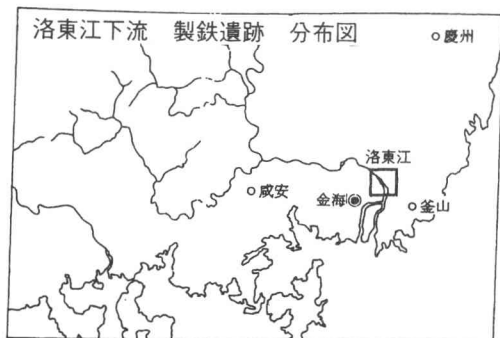 洛東江下流 製鉄遺跡 分布図
慶州
洛東江
咸安
金海
釜山